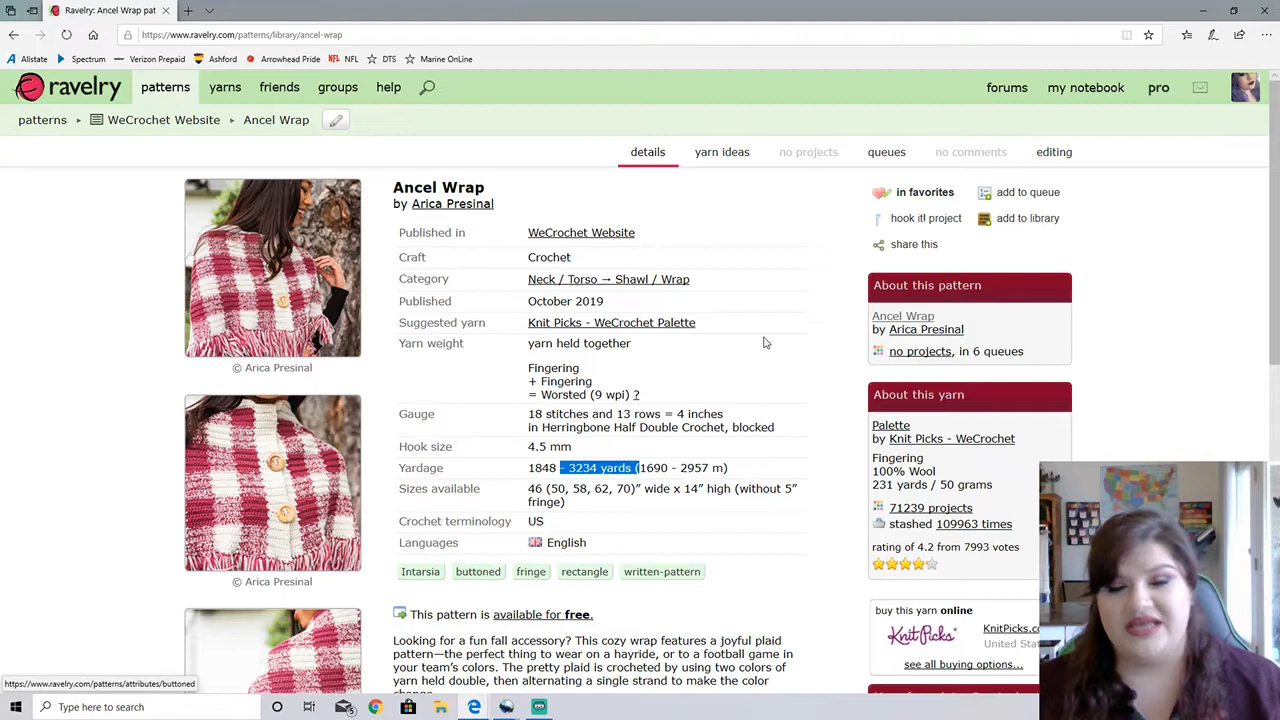 Ravelry: Ancel Wrap pat
https://www.ravelry.com/patterns/library/ancel-wrap
Allstate
Spectrum
Verizon Prepaid
Ashford
Arrowhead Pride
NFL NFL
DTS
Marine OnLine
ravelry
patterns
yarns
friends
groups
help
forums
my notebook
pro
patterns ▸ WeCrochet Website ▸ Ancel Wrap
details
yarn ideas
no projects
queues
no comments
editing
Ancel Wrap
by Arica Presinal
Published in WeCrochet Website
Craft Crochet
Category Neck / Torso → Shawl / Wrap
Published October 2019
Suggested yarn Knit Picks - WeCrochet Palette
Yarn weight yarn held together
Fingering
+ Fingering
= Worsted (9 wpi) ?
Gauge 18 stitches and 13 rows = 4 inches
in Herringbone Half Double Crochet, blocked
Hook size 4.5 mm
Yardage 1848 - 3234 yards (1690 - 2957 m)
Sizes available 46 (50, 58, 62, 70)” wide x 14” high (without 5”
fringe)
Crochet terminology US
Languages English
Intarsia
buttoned
fringe
rectangle
written-pattern
This pattern is available for free.
Looking for a fun fall accessory? This cozy wrap features a joyful plaid
pattern—the perfect thing to wear on a hayride, or to a football game in
your team’s colors. The pretty plaid is crocheted by using two colors of
yarn held double, then alternating a single strand to make the color
© Arica Presinal
© Arica Presinal
in favorites
add to queue
hook it! project
add to library
share this
About this pattern
Ancel Wrap
by Arica Presinal
no projects, in 6 queues
About this yarn
Palette
by Knit Picks - WeCrochet
Fingering
100% Wool
231 yards / 50 grams
71239 projects
stashed 109963 times
rating of 4.2 from 7993 votes
buy this yarn online
KnitPicks
KnitPicks.c
United State
see all buying options...
https://www.ravelry.com/patterns/attributes/buttoned
Type here to search
5